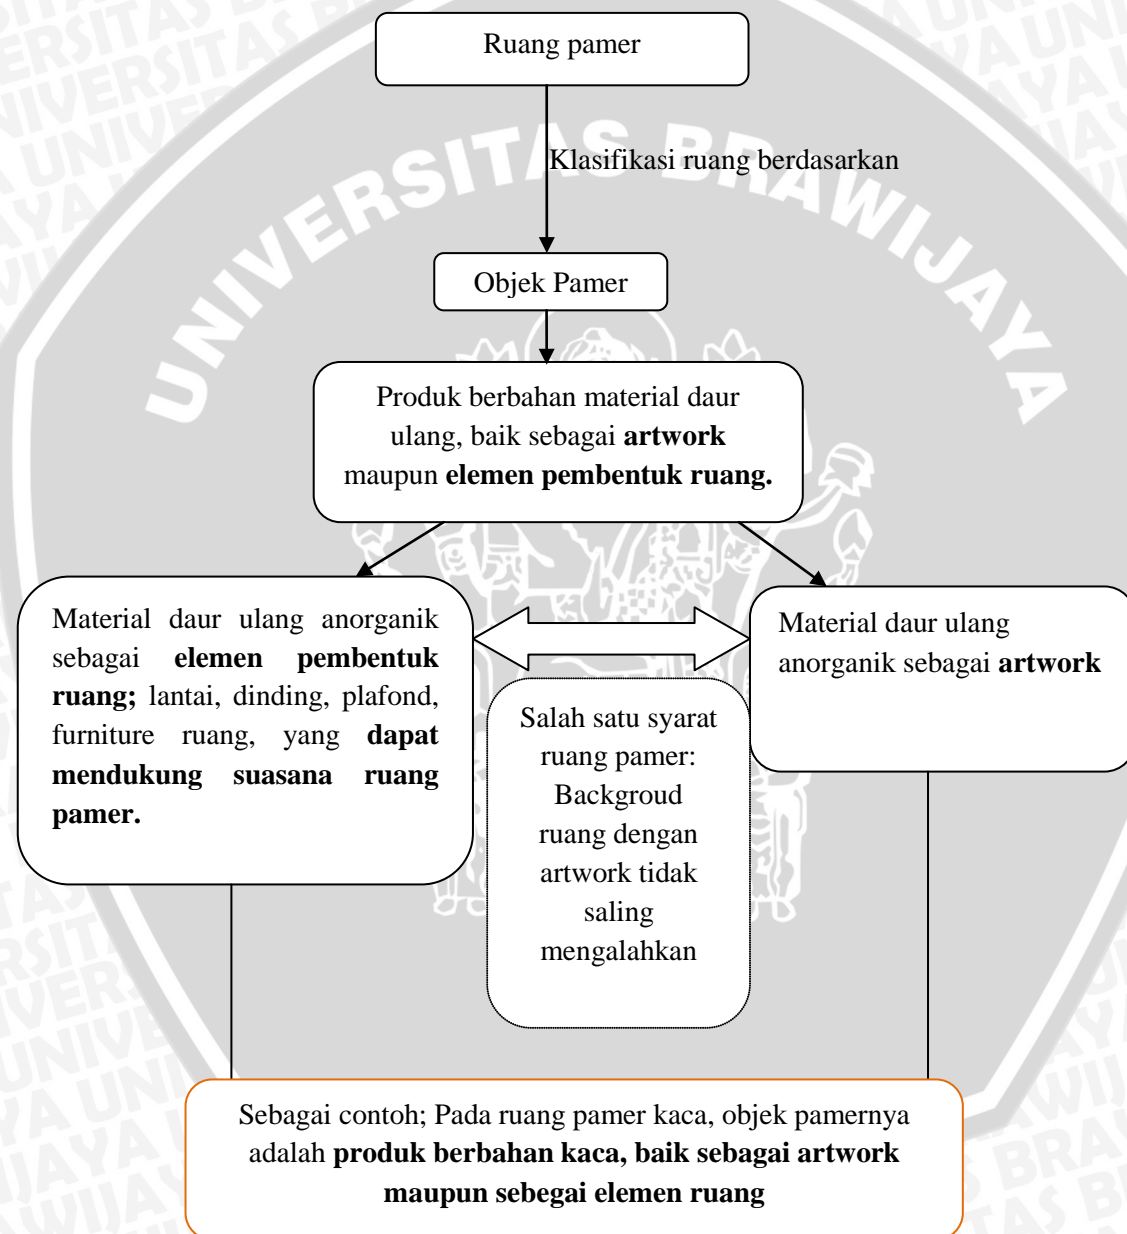 Ruang pamer
UNIVERSITAS BRAWIJAYA
Klasifikasi ruang berdasarkan
Objek Pamer
Produk berbahan material daur
ulang, baik sebagai artwork
maupun elemen pembentuk ruang.
Material daur ulang anorganik
sebagai elemen pembentuk
ruang; lantai, dinding, plafond,
furniture ruang, yang dapat
mendukung suasana ruang
pamer.
Material daur ulang
anorganik sebagai artwork
Salah satu syarat
ruang pamer:
Backgroud
ruang dengan
artwork tidak
saling
mengalahkan
Sebagai contoh; Pada ruang pamer kaca, objek pamernya
adalah produk berbahan kaca, baik sebagai artwork
maupun sebegai elemen ruang